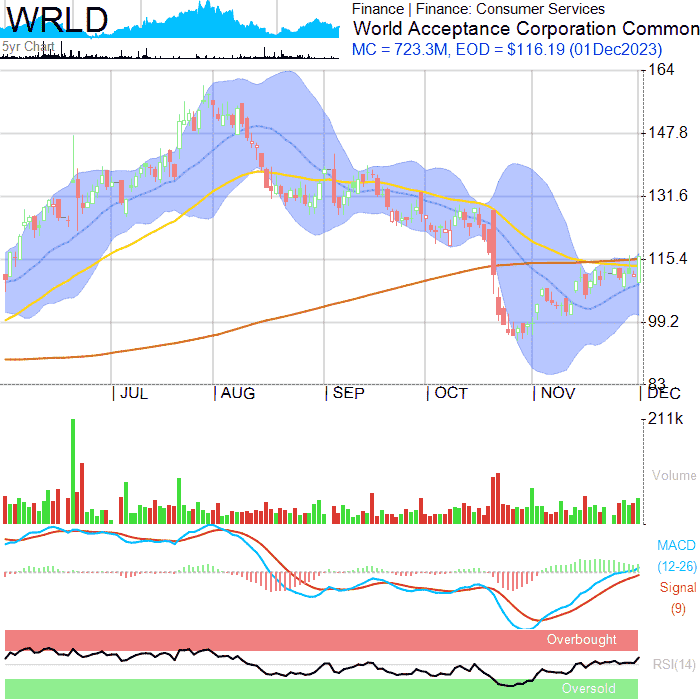 WRLD
5yr Chart
Finance | Finance: Consumer Services
World Acceptance Corporation Common
MC = 723.3M, EOD = $116.19 (01Dec2023)
164
147.8
131.6
115.4
99.2
83
JUL AUG SEP OCT NOV DEC
211k
Volume
MACD
(12-26)
Signal
(9)
Overbought
RSI(14)
Oversold